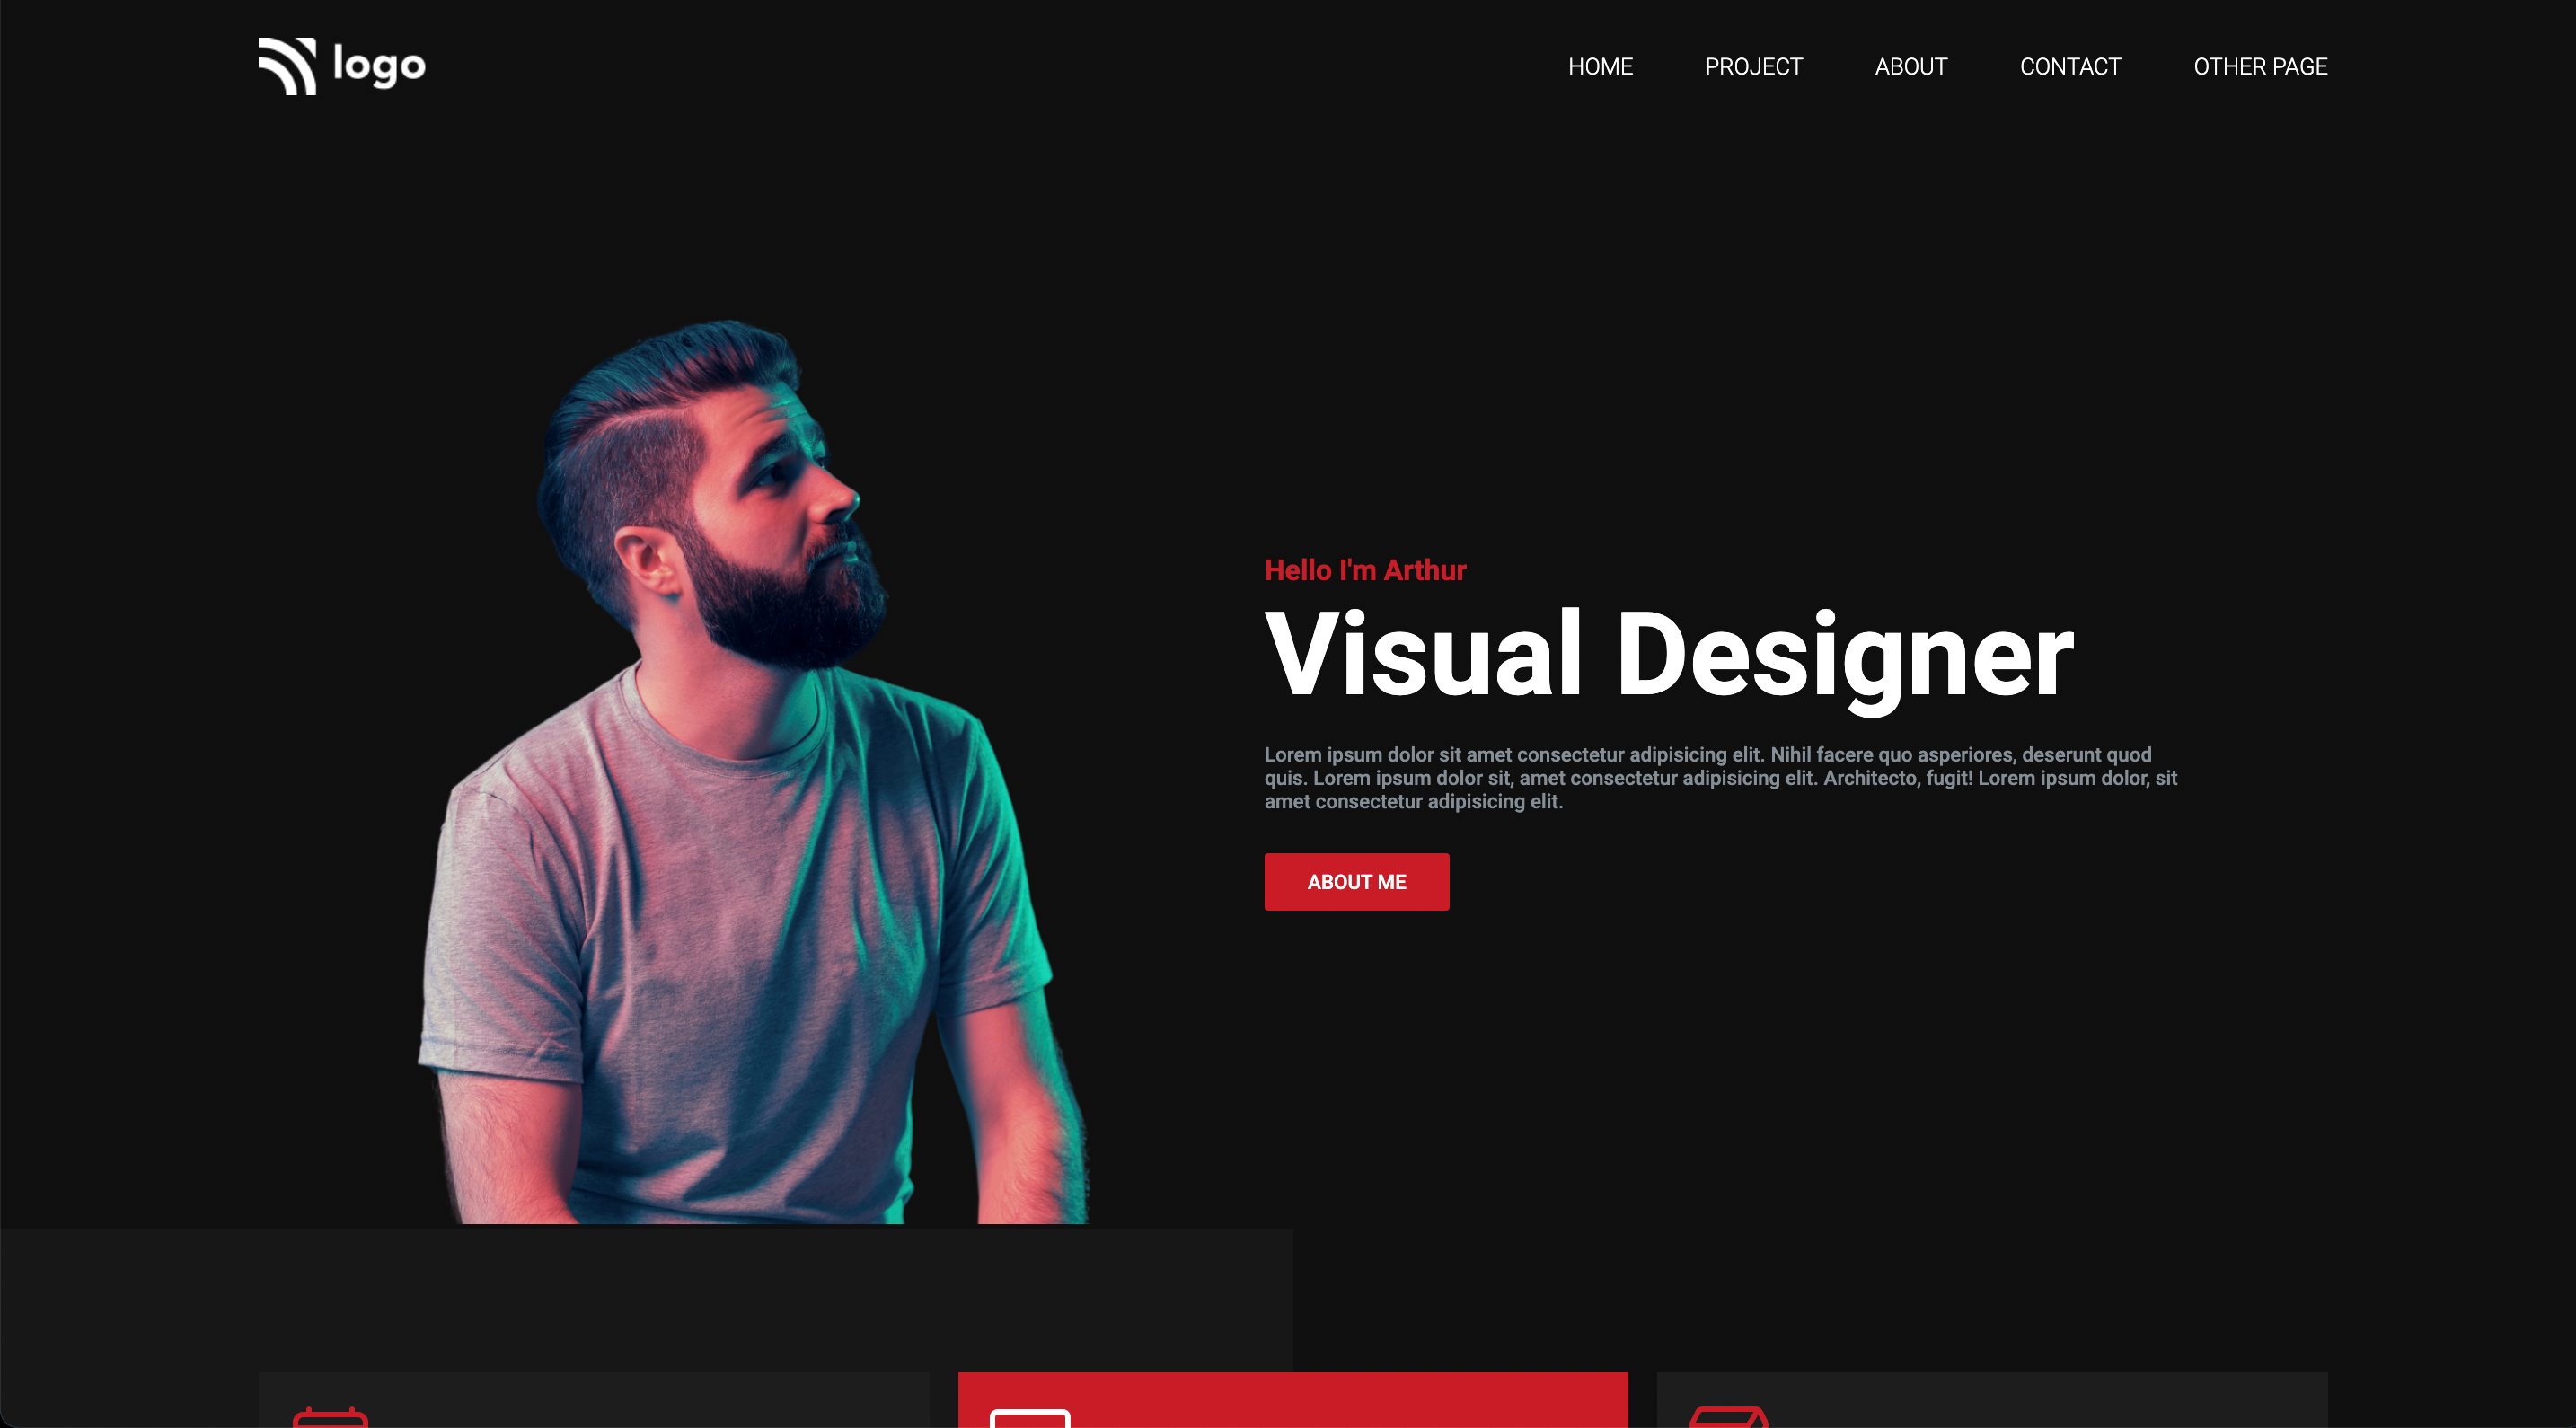 logo
HOME PROJECT ABOUT CONTACT OTHER PAGE
Hello I'm Arthur
Visual Designer
Lorem ipsum dolor sit amet consectetur adipisicing elit. Nihil facere quo asperiores, deserunt quod
quis. Lorem ipsum dolor sit, amet consectetur adipisicing elit. Architecto, fugit! Lorem ipsum dolor, sit
amet consectetur adipisicing elit.
ABOUT ME